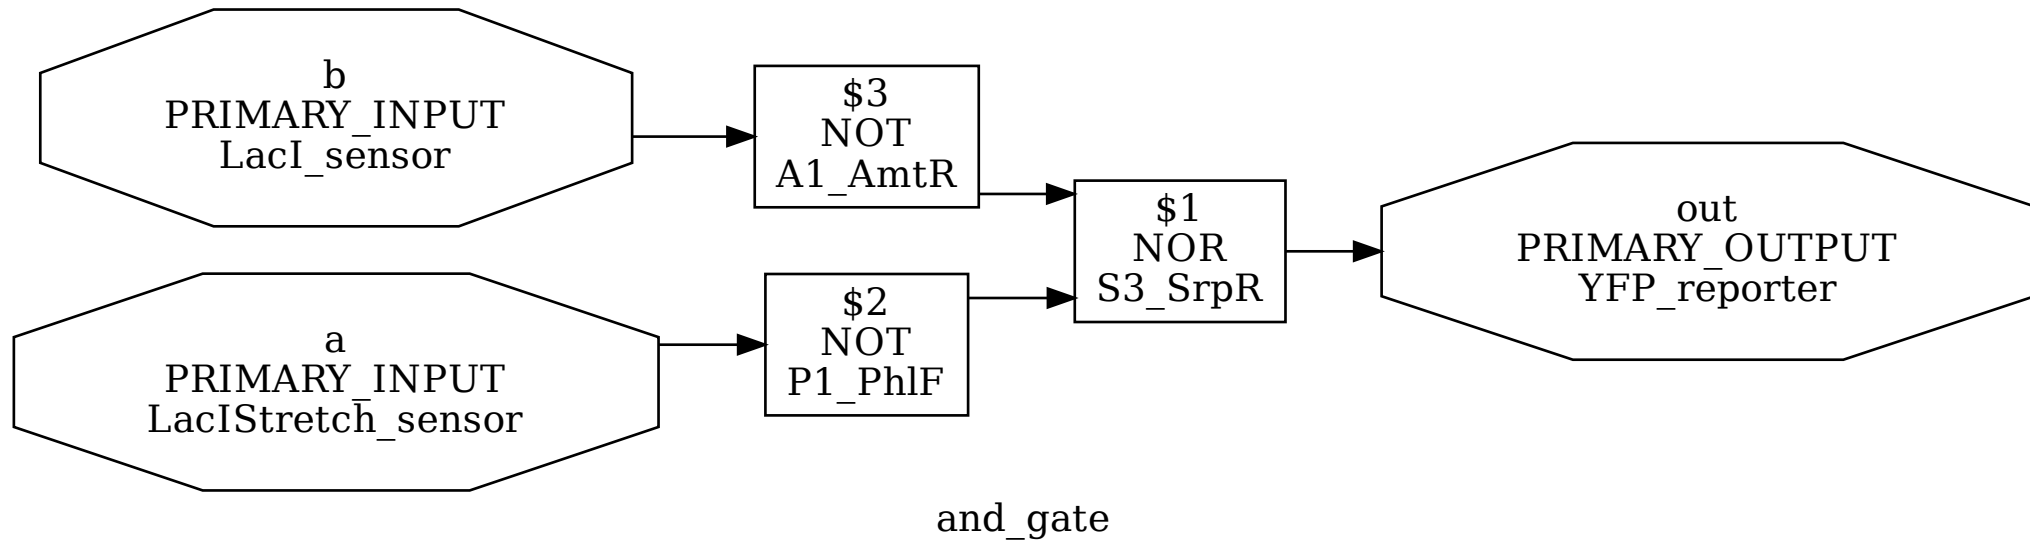 b
PRIMARY_INPUT
LacI_sensor
$3
NOT
A1_AmtR
a
PRIMARY_INPUT
LacIStretch_sensor
$2
NOT
P1_PhlF
$1
NOR
S3_SrpR
out
PRIMARY_OUTPUT
YFP_reporter
and_gate